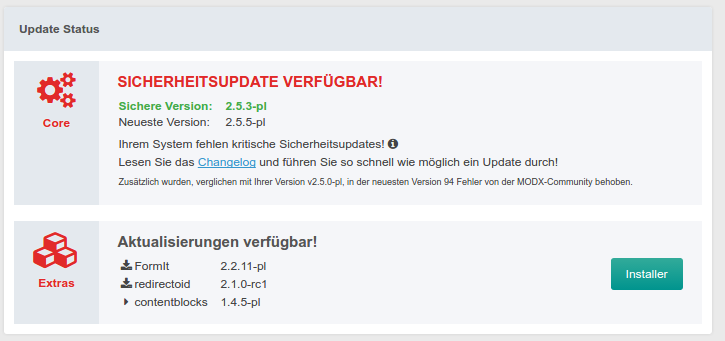 Update Status
SICHERHEITSUPDATE VERFÜGBAR!
Core
Sichere Version: 2.5.3-pl
Neueste Version: 2.5.5-pl
Ihrem System fehlen kritische Sicherheitsupdates!
Lesen Sie das Changelog und führen Sie so schnell wie möglich ein Update durch!
Zusätzlich wurden, verglichen mit Ihrer Version v2.5.0-pl, in der neuesten Version 94 Fehler von der MODX-Community behoben.
Aktualisierungen verfügbar!
Extras
FormIt 2.2.11-pl
redirectoid 2.1.0-rc1
contentblocks 1.4.5-pl
Installer